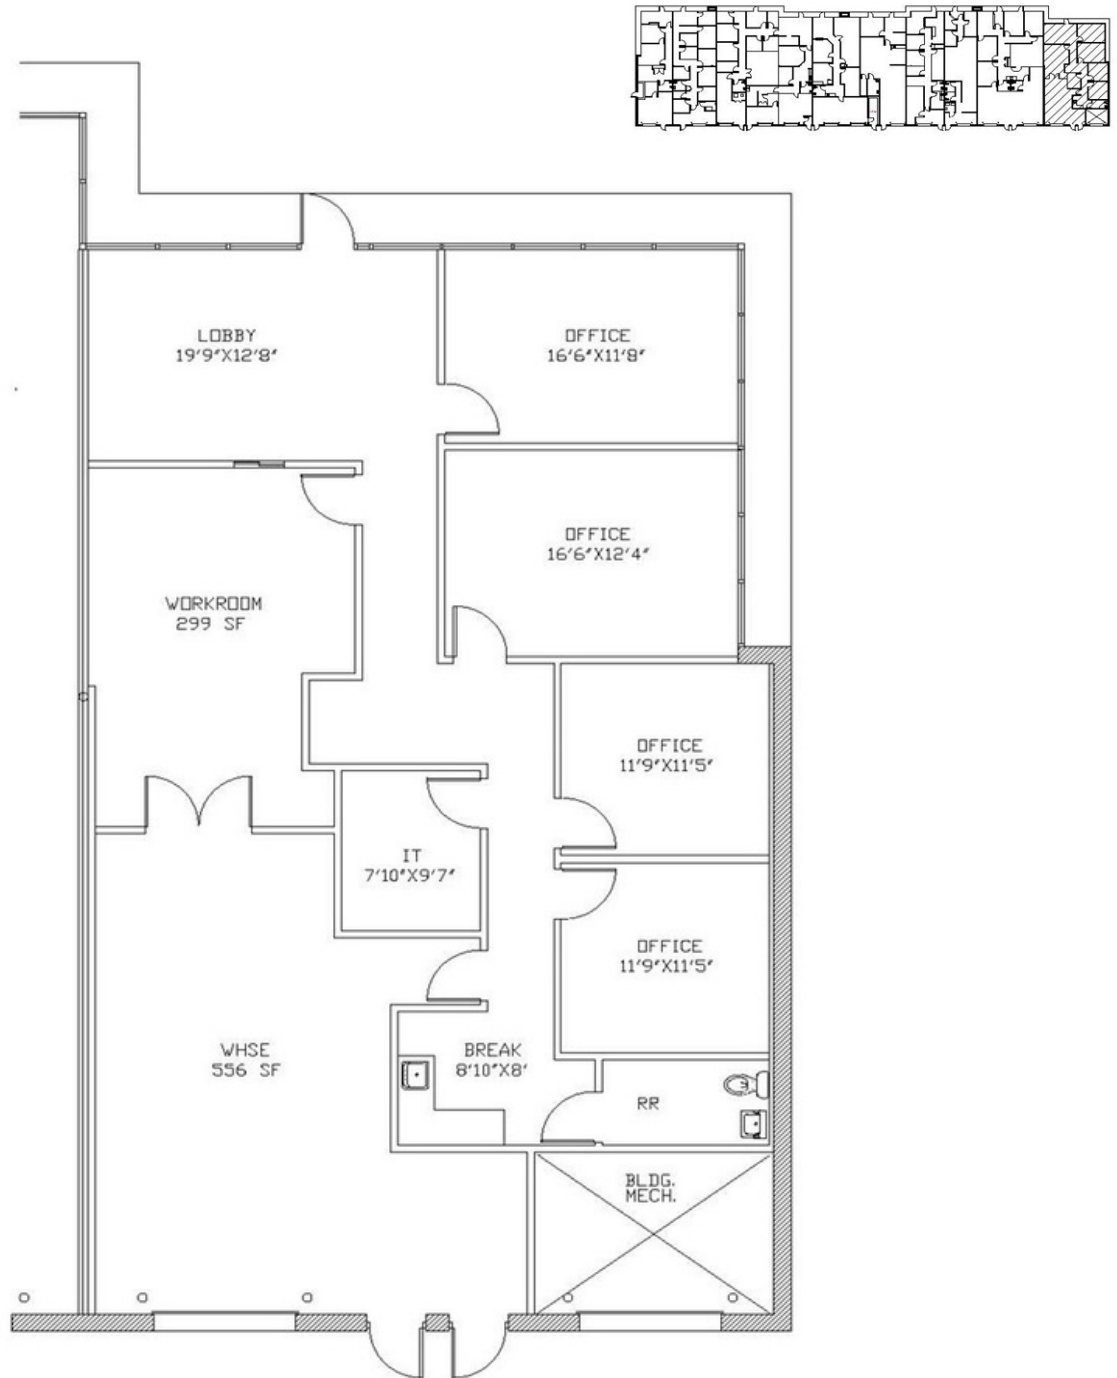 LOBBY
19'9"X12'8"
OFFICE
16'6"X11'8"
OFFICE
16'6"X12'4"
WORKROOM
299 SF
OFFICE
11'9"X11'5"
IT
7'10"X9'7"
OFFICE
11'9"X11'5"
WHSE
556 SF
BREAK
8'10"X8'
RR
BLDG.
MECH.